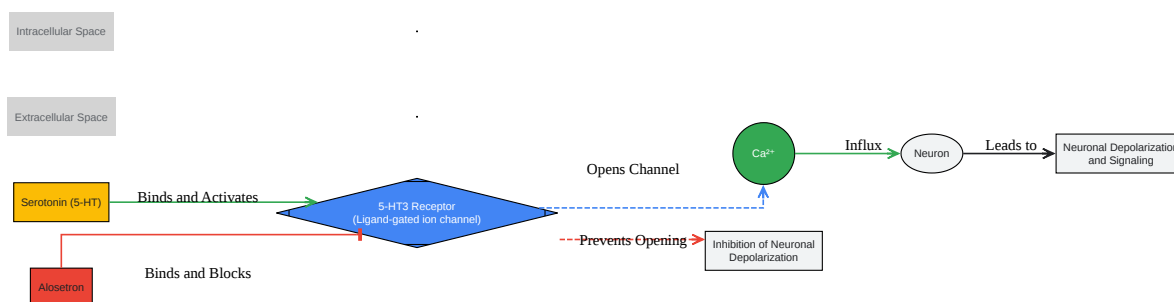 Intracellular Space
Extracellular Space
Ca²⁺
Influx
Neuron
Leads to
Neuronal Depolarization
and Signaling
Opens Channel
Serotonin (5-HT)
Binds and Activates
5-HT3 Receptor
(Ligand-gated ion channel)
Prevents Opening
Inhibition of Neuronal
Depolarization
Binds and Blocks
Alosetron